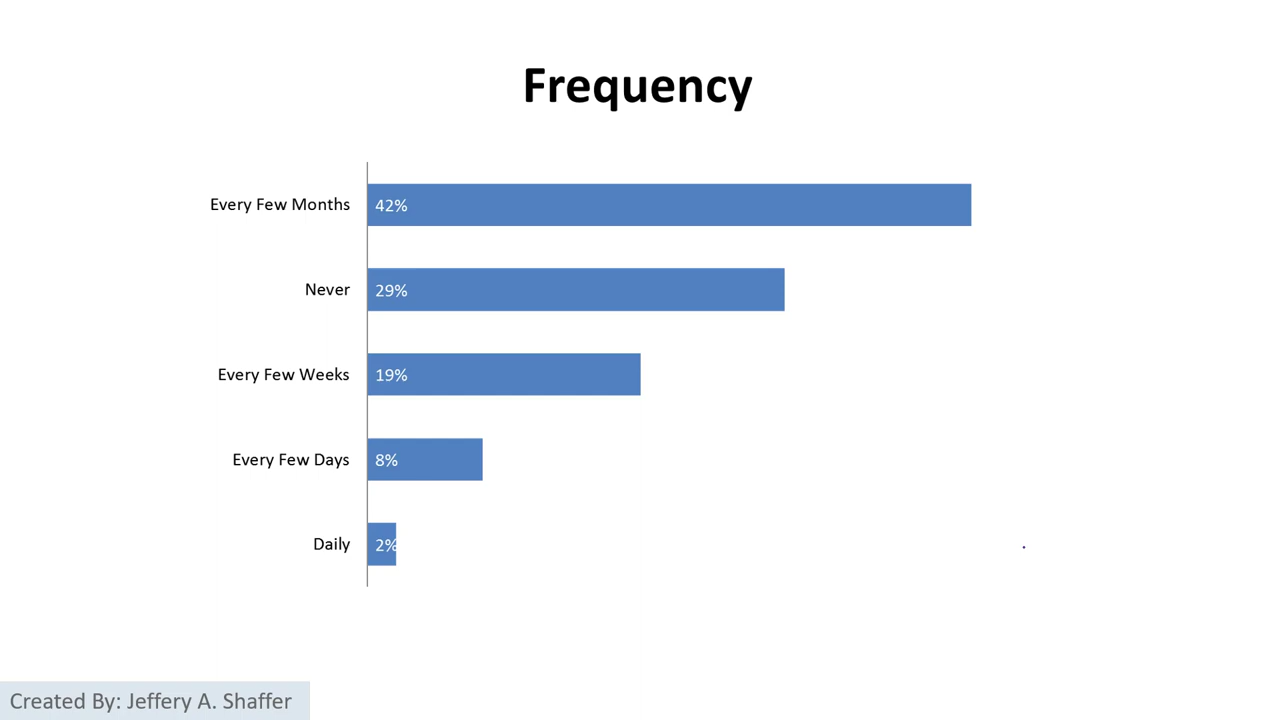 Frequency
Every Few Months 42%
Never 29%
Every Few Weeks 19%
Every Few Days 8%
Daily 2%
Created By: Jeffery A. Shaffer